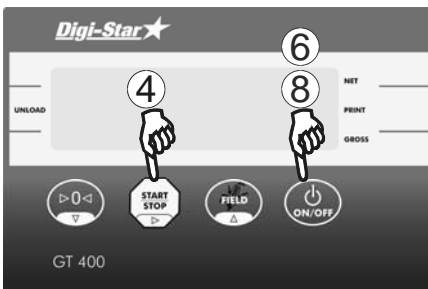 Digi-Star
6
4
8
NET
UNLOAD
PRINT
GROSS
0
START
STOP
FIELD
ON/OFF
GT 400